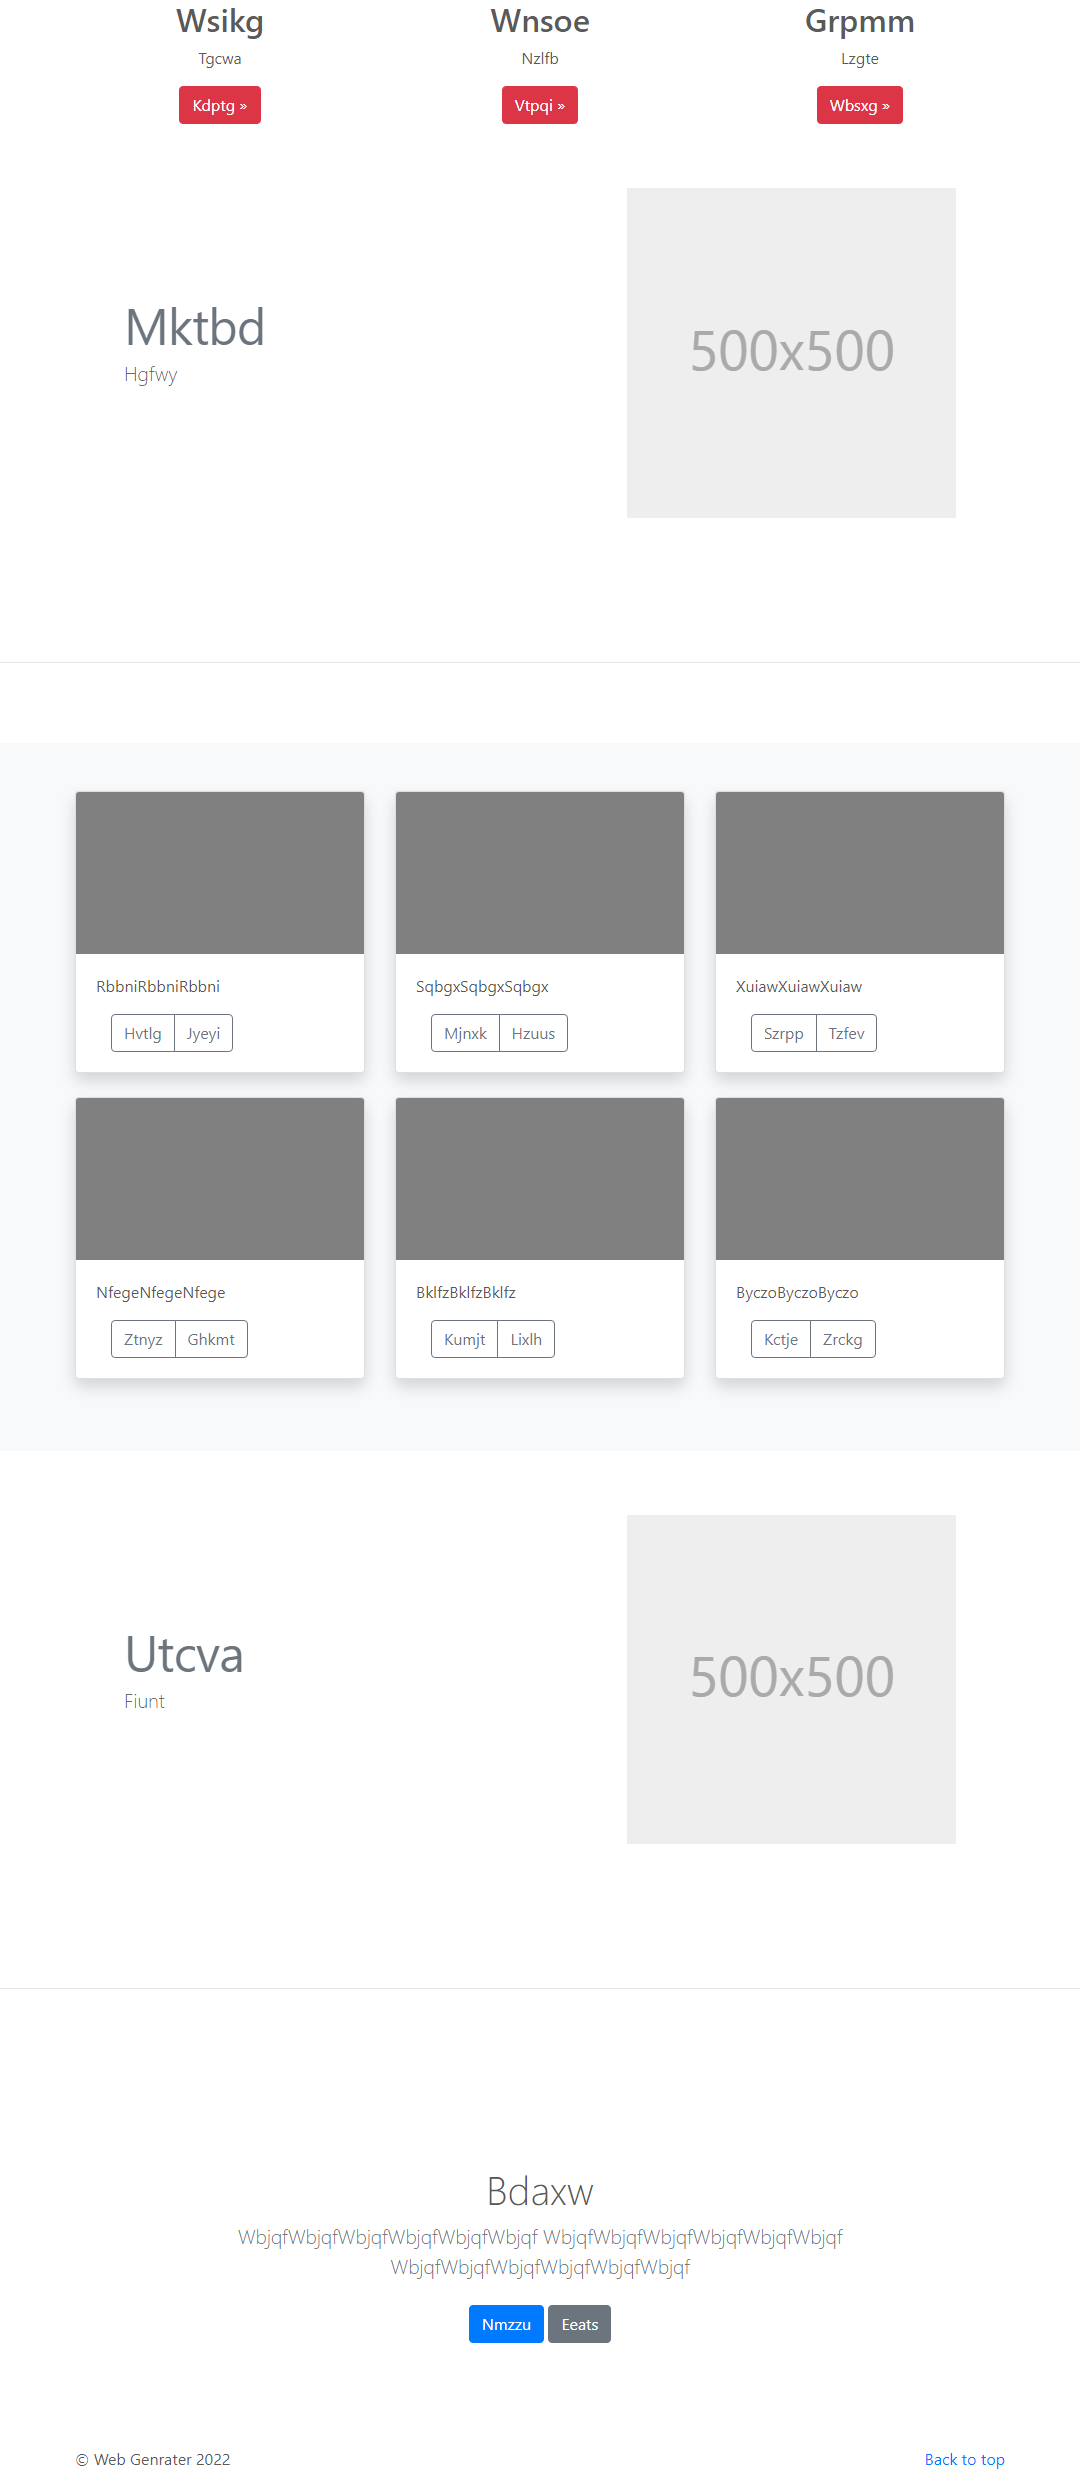 Wsikg
Wnsoe
Grpmm
Tgcwa
Nzlfb
Lzgte
Kdptg »
Vtpqi »
Wbsxg »
Mktbd
Hgfwy
500x500
RbbniRbbniRbbni
SqbgxSqbgxSqbgx
XuiawXuiawXuiaw
Hvtlg Jyeyi
Mjnxk Hzuus
Szrpp Tzfev
NfegeNfegeNfege
BklfzBklfzBklfz
ByczoByczoByczo
Ztnyz Ghkmt
Kumjt Lixlh
Kctje Zrckg
Utcva
Fiunt
500x500
Bdaxw
WbjqfWbjqfWbjqfWbjqfWbjqfWbjqf WbjqfWbjqfWbjqfWbjqfWbjqfWbjqf
WbjqfWbjqfWbjqfWbjqfWbjqfWbjqf
Nmzzu Eeats
© Web Genrater 2022
Back to top